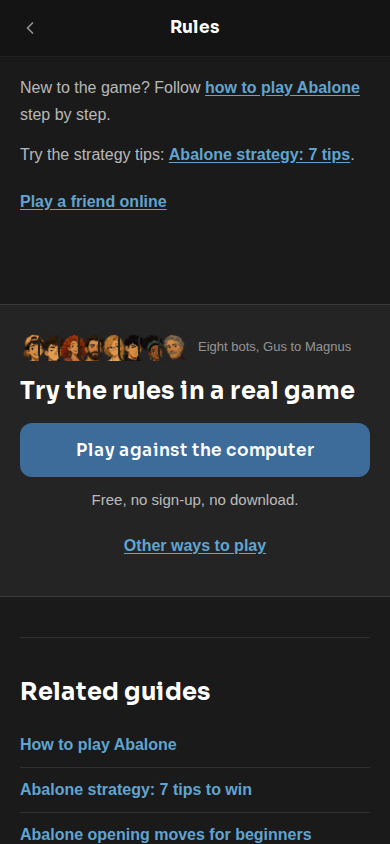 Rules
New to the game? Follow how to play Abalone
step by step.
Try the strategy tips: Abalone strategy: 7 tips.
Play a friend online
Eight bots, Gus to Magnus
Try the rules in a real game
Play against the computer
Free, no sign-up, no download.
Other ways to play
Related guides
How to play Abalone
Abalone strategy: 7 tips to win
Abalone opening moves for beginners